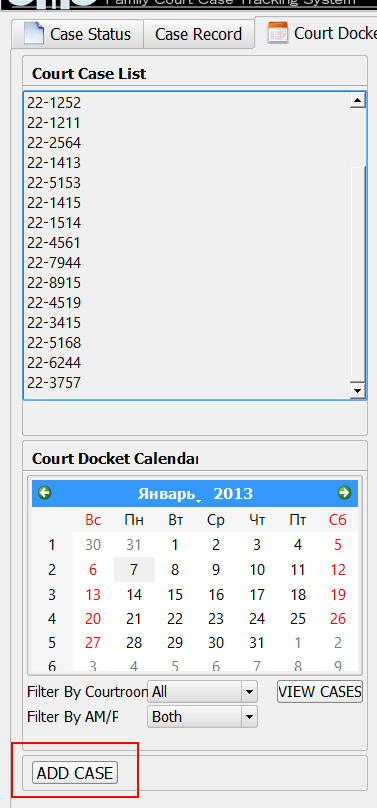 Family Court Case Tracking System
Case Status Case Record Court Docke
Court Case List
22-1252
22-1211
22-2564
22-1413
22-5153
22-1415
22-1514
22-4561
22-7944
22-8915
22-4519
22-3415
22-5168
22-6244
22-3757
Court Docket Calendar
Январь, 2013
Вс Пн Вт Ср Чт Пт Сб
1 30 31 1 2 3 4 5
2 6 7 8 9 10 11 12
3 13 14 15 16 17 18 19
4 20 21 22 23 24 25 26
5 27 28 29 30 31 1 2
6 3 4 5 6 7 8 9
Filter By Courtroon All VIEW CASES
Filter By AM/F Both
ADD CASE